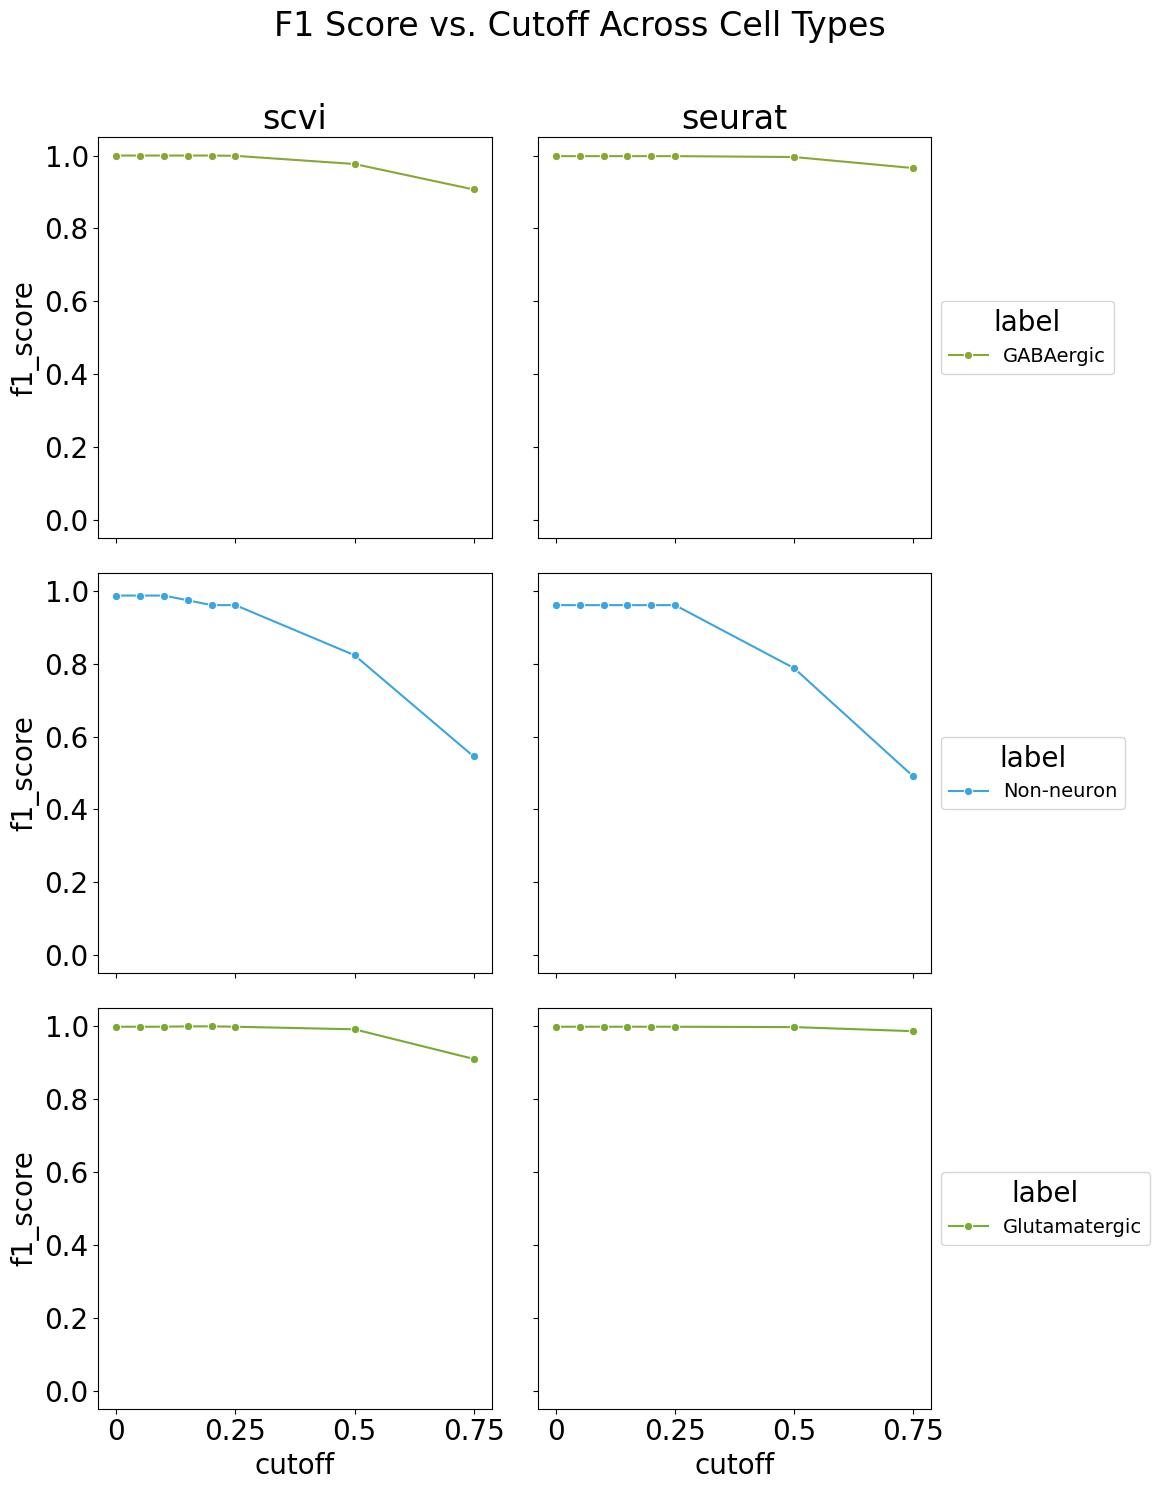 F1 Score vs. Cutoff Across Cell Types
scvi
seurat
1.0
0.8
0.6
0.4
0.2
0.0
f1_score
label
GABAergic
1.0
0.8
0.6
0.4
0.2
0.0
f1_score
label
Non-neuron
1.0
0.8
0.6
0.4
0.2
0.0
f1_score
label
Glutamatergic
0 0.25 0.5 0.75
cutoff
0 0.25 0.5 0.75
cutoff